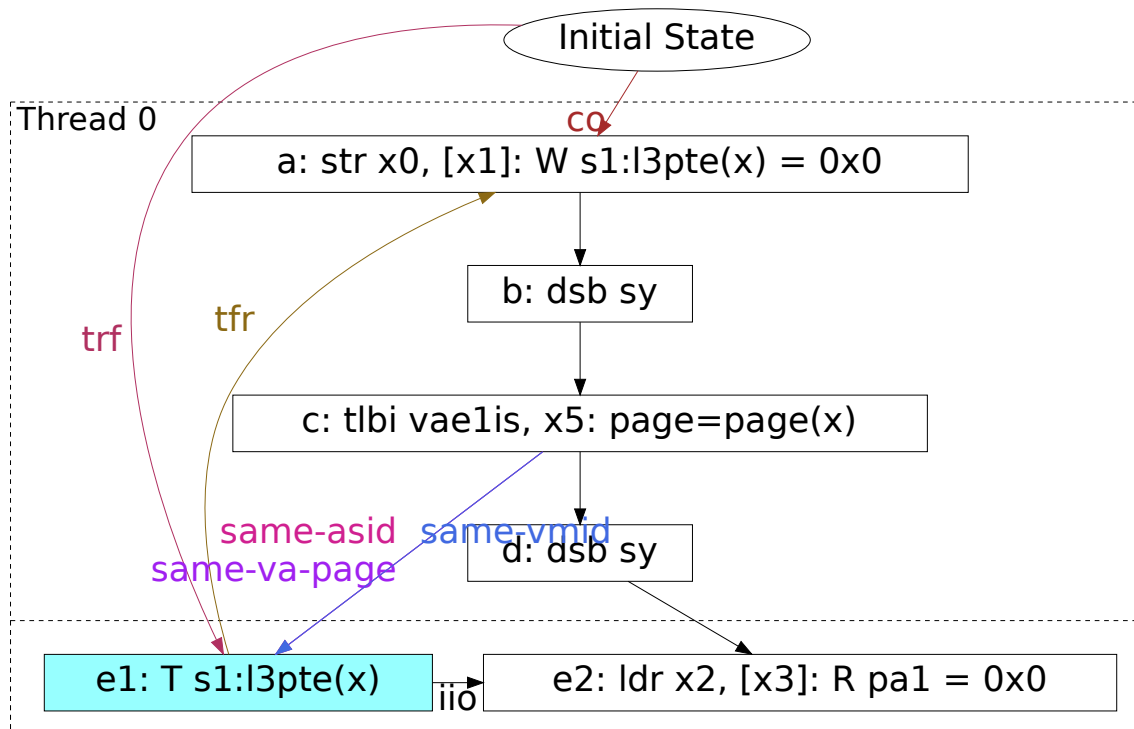 Initial State
Thread 0
co
a: str x0, [x1]: W s1:l3pte(x) = 0x0
b: dsb sy
tfr
trf
c: tlbi vae1is, x5: page=page(x)
same-asid
same-vmid
d: dsb sy
same-va-page
e1: T s1:l3pte(x)
iio
e2: ldr x2, [x3]: R pa1 = 0x0